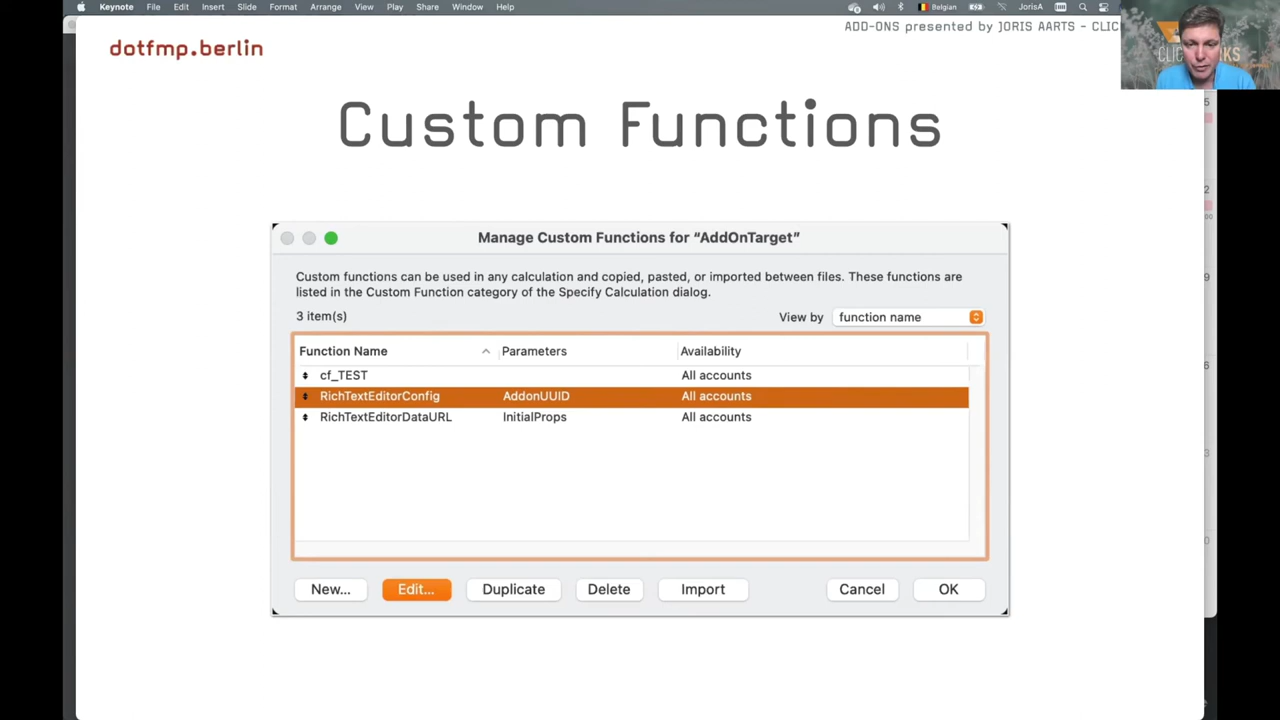 Keynote File Edit Insert Slide Format Arrange View Play Share Window Help Belgian JorisA
ADD-ONS presented by JORIS AARTS - CLIC
dotfmp.berlin
Custom Functions
Manage Custom Functions for “AddOnTarget”
Custom functions can be used in any calculation and copied, pasted, or imported between files. These functions are
listed in the Custom Function category of the Specify Calculation dialog.
3 item(s) View by function name
Function Name Parameters Availability
cf_TEST All accounts
RichTextEditorConfig AddonUUID All accounts
RichTextEditorDataURL InitialProps All accounts
New... Edit... Duplicate Delete Import Cancel OK